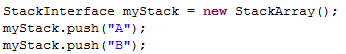 StackInterface myStack = new StackArray();
myStack.push("A");
myStack.push("B");